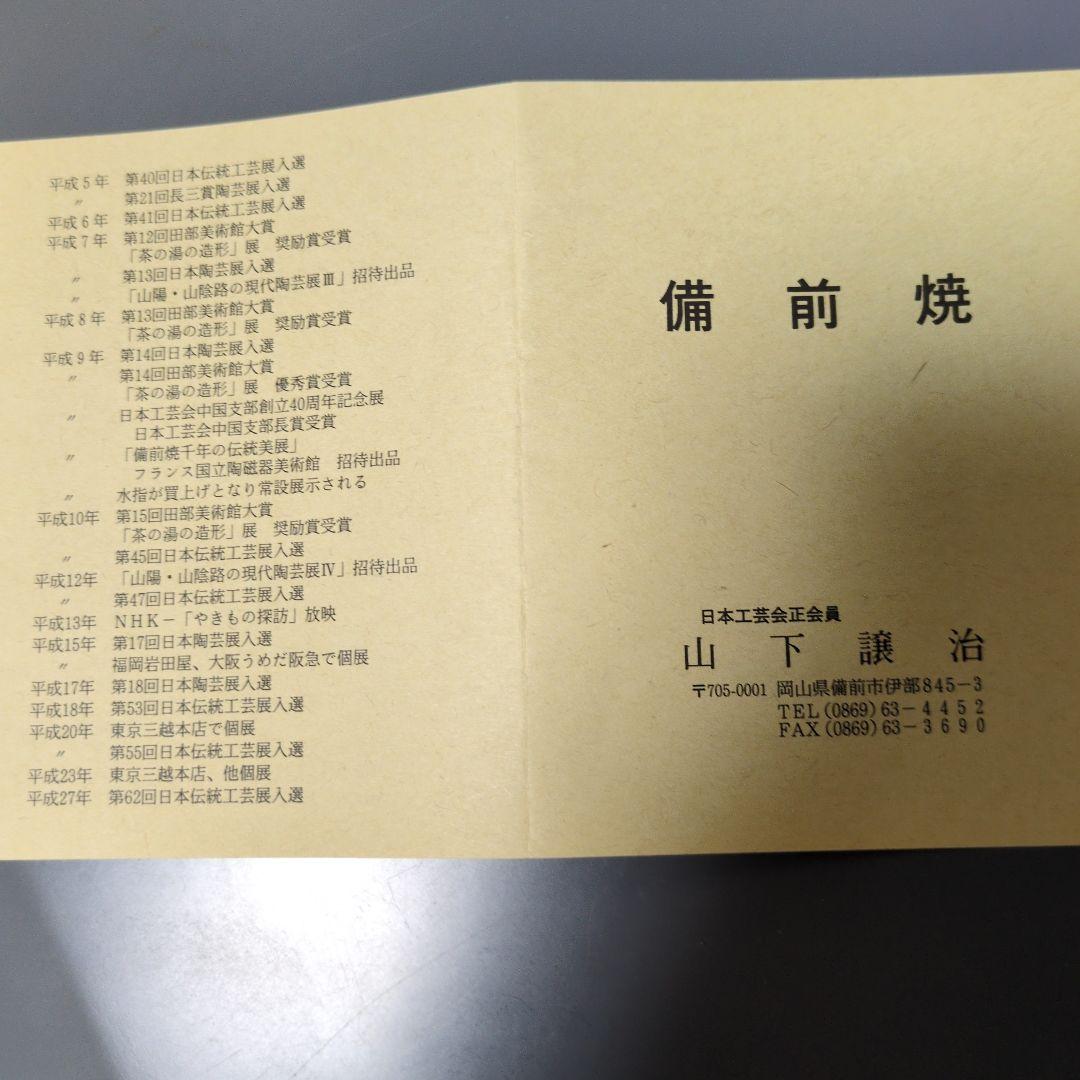 平成5年 第40回日本伝統工芸展入選
〃 第21回長三賞陶芸展入選
平成6年 第41回日本伝統工芸展入選
平成7年 第12回田部美術館大賞
「茶の湯の造形」展 奨励賞受賞
〃 第13回日本陶芸展入選
〃 「山陽・山陰路の現代陶芸展Ⅲ」招待出品
平成8年 第13回田部美術館大賞
「茶の湯の造形」展 奨励賞受賞
平成9年 第14回日本陶芸展入選
〃 第14回田部美術館大賞
「茶の湯の造形」展 優秀賞受賞
〃 日本工芸会中国支部創立40周年記念展
日本工芸会中国支部長賞受賞
〃 「備前焼千年の伝統美展」
フランス国立陶磁器美術館 招待出品
〃 水指が買上げとなり常設展示される
平成10年 第15回田部美術館大賞
「茶の湯の造形」展 奨励賞受賞
〃 第45回日本伝統工芸展入選
平成12年 「山陽・山陰路の現代陶芸展Ⅳ」招待出品
〃 第47回日本伝統工芸展入選
平成13年 NHK－「やきもの探訪」放映
平成15年 第17回日本陶芸展入選
〃 福岡岩田屋、大阪うめだ阪急で個展
平成17年 第18回日本陶芸展入選
平成18年 第53回日本伝統工芸展入選
平成20年 東京三越本店で個展
〃 第55回日本伝統工芸展入選
平成23年 東京三越本店、他個展
平成27年 第62回日本伝統工芸展入選
備前焼
日本工芸会正会員
山下譲治
〒705-0001 岡山県備前市伊部845－3
TEL(0869)63－4452
FAX(0869)63－3690